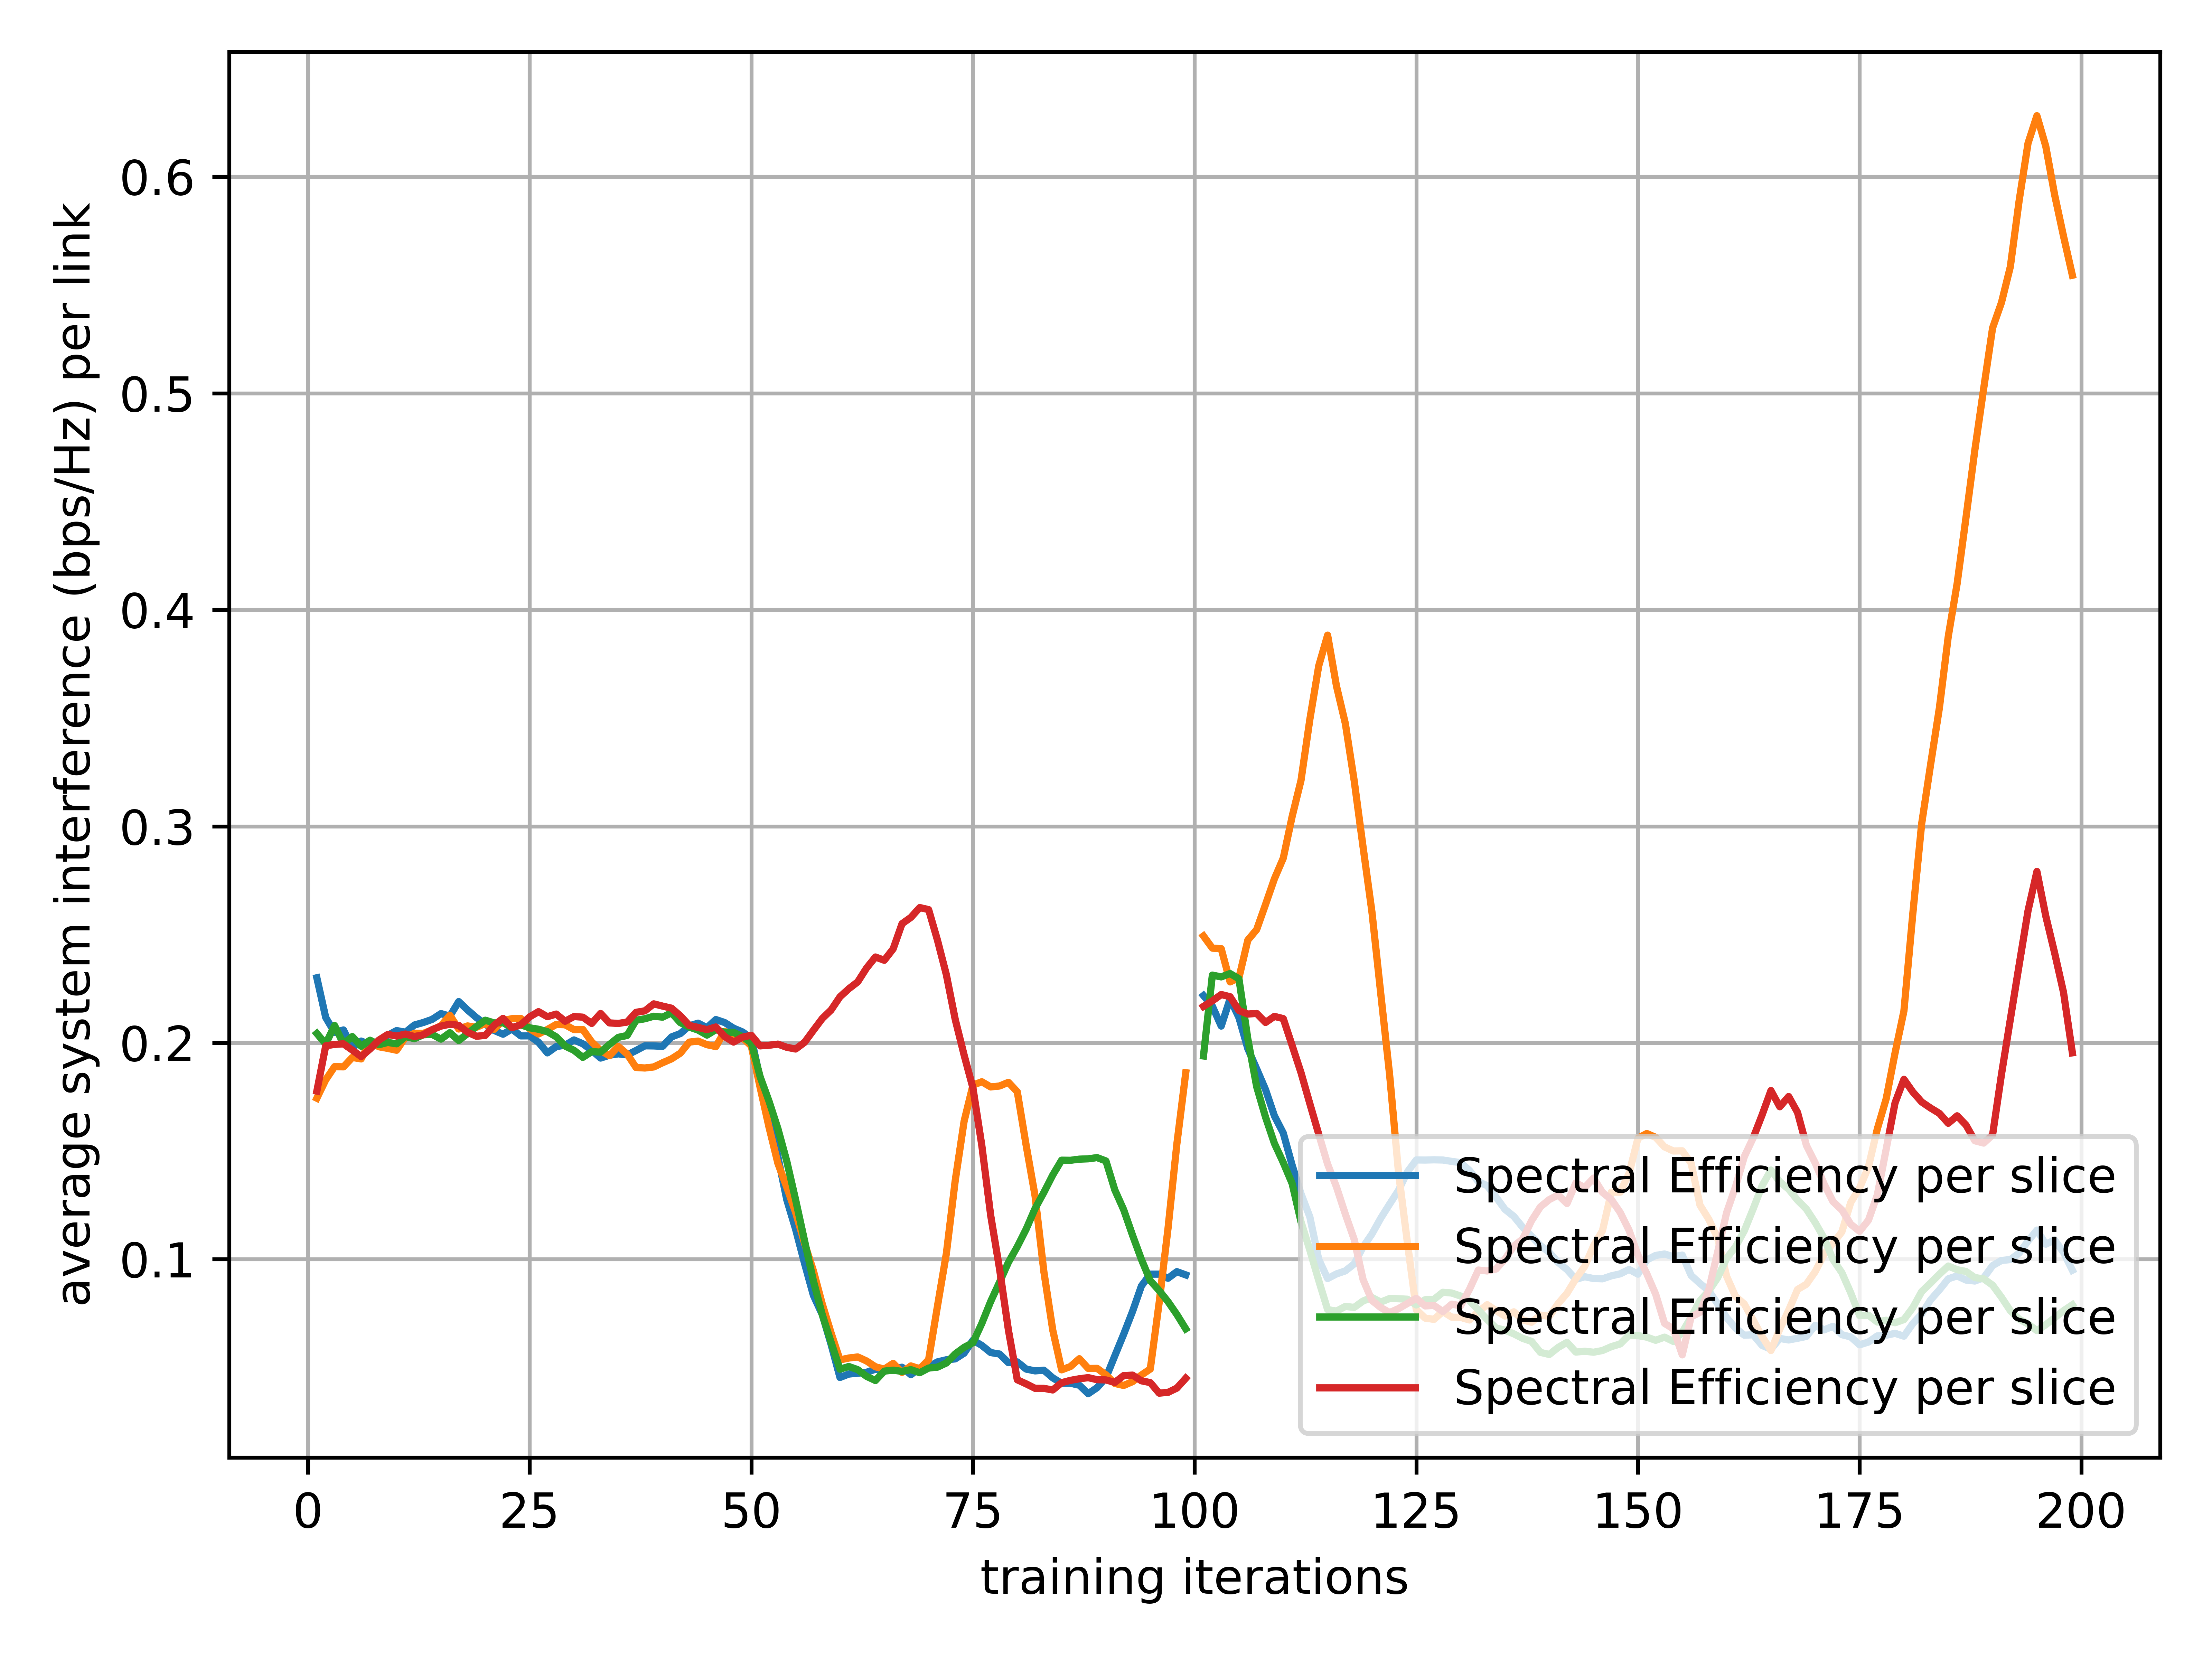 average system interference (bps/Hz) per link
0.6
0.5
0.4
0.3
0.2
0.1
Spectral Efficiency per slice
Spectral Efficiency per slice
Spectral Efficiency per slice
Spectral Efficiency per slice
0 25 50 75 100 125 150 175 200
training iterations